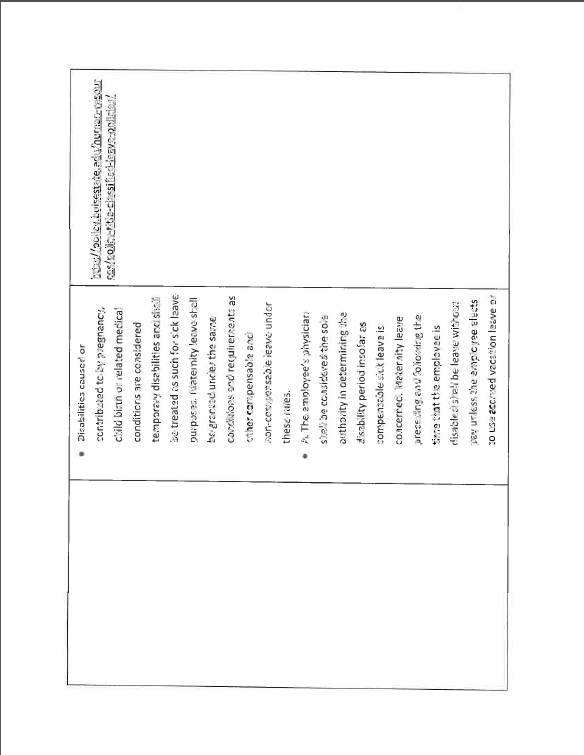 • Disabilities caused or
contributed to by pregnancy,
child birth or related medical
conditions are considered
temporary disabilities and shall
be treated as such for sick leave
purposes. Maternity leave shall
be granted under the same
conditions and requirements as
other compensable and
non-compensable leave under
these rules.
• A. The employee's physician
shall be considered the sole
authority in determining the
disability period insofar as
compensable sick leave is
concerned. Maternity leave
preceding and following the
time that the employee is
disabled shall be leave without
pay unless the employee elects
to use accrued vacation leave or
http://policy.boisestate.edu/human-resour
ces/policy-title-classified-leave-policies/